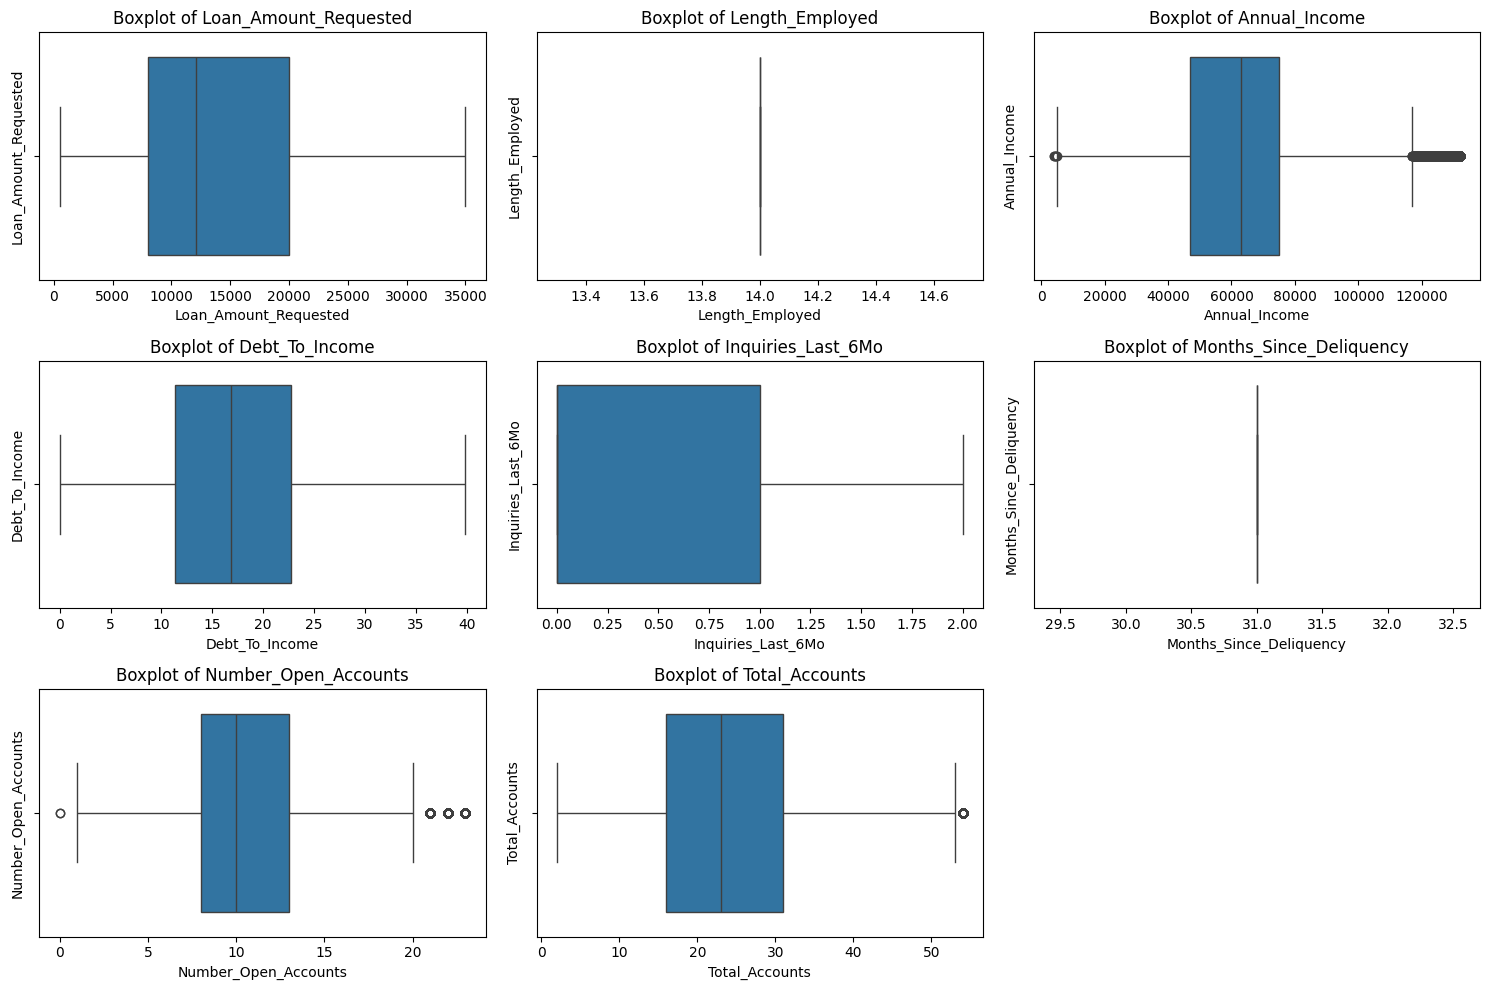 Boxplot of Loan_Amount_Requested
Loan_Amount_Requested
0 5000 10000 15000 20000 25000 30000 35000
Loan_Amount_Requested
Boxplot of Length_Employed
Length_Employed
13.4 13.6 13.8 14.0 14.2 14.4 14.6
Length_Employed
Boxplot of Annual_Income
Annual_Income
0 20000 40000 60000 80000 100000 120000
Annual_Income
Boxplot of Debt_To_Income
Debt_To_Income
0 5 10 15 20 25 30 35 40
Debt_To_Income
Boxplot of Inquiries_Last_6Mo
Inquiries_Last_6Mo
0.00 0.25 0.50 0.75 1.00 1.25 1.50 1.75 2.00
Inquiries_Last_6Mo
Boxplot of Months_Since_Deliquency
Months_Since_Deliquency
29.5 30.0 30.5 31.0 31.5 32.0 32.5
Months_Since_Deliquency
Boxplot of Number_Open_Accounts
Number_Open_Accounts
0 5 10 15 20
Number_Open_Accounts
Boxplot of Total_Accounts
Total_Accounts
0 10 20 30 40 50
Total_Accounts